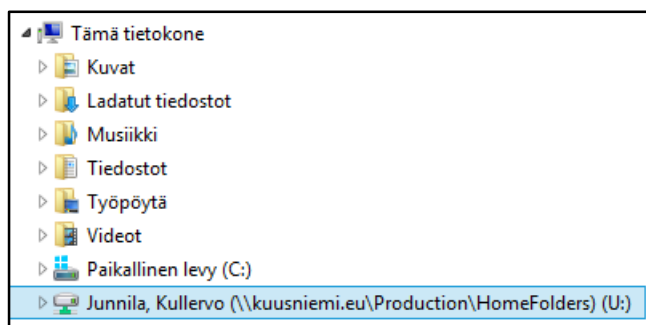 Tämä tietokone
Kuvat
Ladatut tiedostot
Musiikki
Tiedostot
Työpöytä
Videot
Paikallinen levy (C:)
Junnila, Kullervo (\\kuusniemi.eu\Production\HomeFolders) (U:)